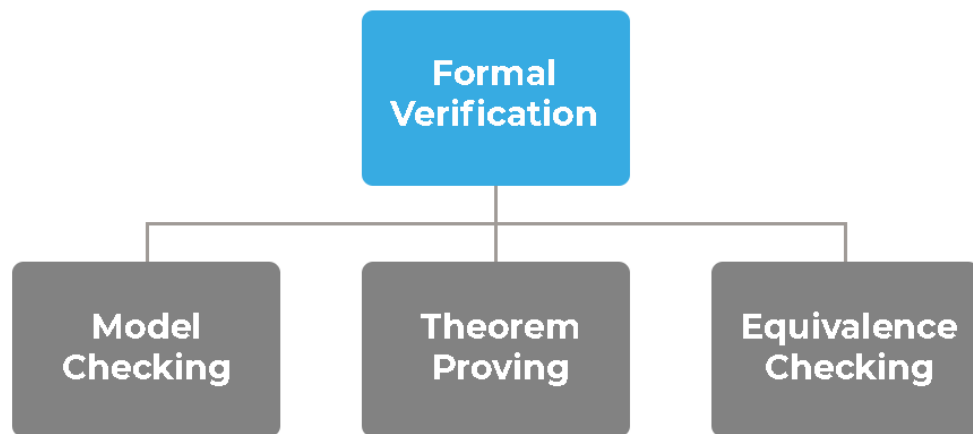 Formal
Verification
Model
Checking
Theorem
Proving
Equivalence
Checking